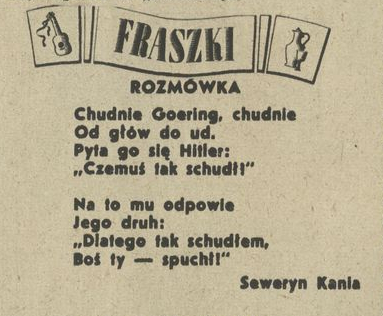 FRASZKI
ROZMÓWKA
Chudnie Goering, chudnie
Od głów do ud.
Pyta go się Hitler:
„Czemuś tak schudł?"
Na to mu odpowie
Jego druh:
„Dlatego tak schudłem,
Boś ty — spuchł!"
Seweryn Kania